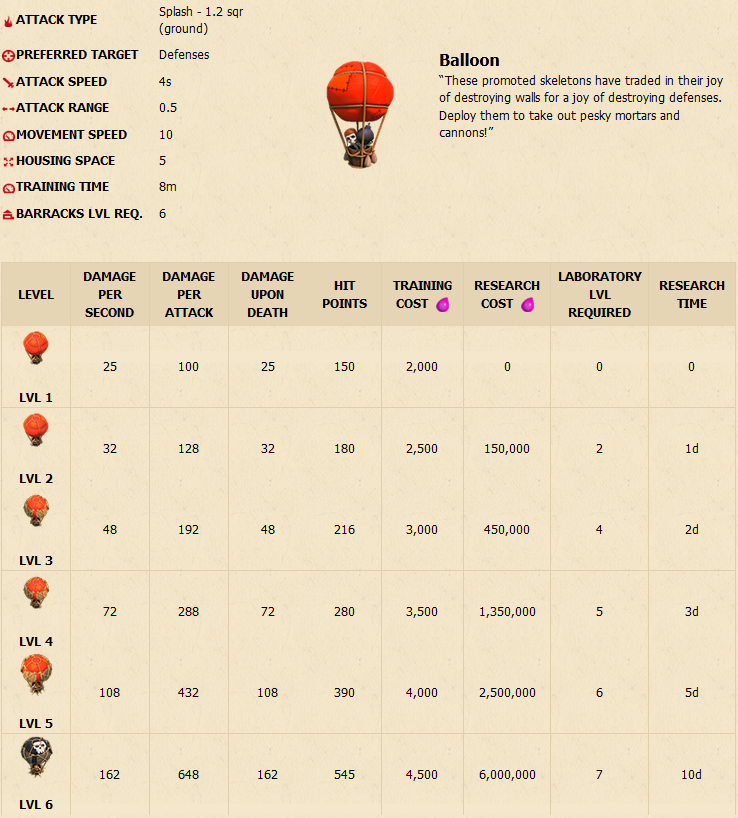 ATTACK TYPE Splash - 1.2 sqr
(ground)
PREFERRED TARGET Defenses
ATTACK SPEED 4s
ATTACK RANGE 0.5
MOVEMENT SPEED 10
HOUSING SPACE 5
TRAINING TIME 8m
BARRACKS LVL REQ. 6
Balloon
“These promoted skeletons have traded in their joy
of destroying walls for a joy of destroying defenses.
Deploy them to take out pesky mortars and
cannons!”
LEVEL DAMAGE PER SECOND DAMAGE PER ATTACK DAMAGE UPON DEATH HIT POINTS TRAINING COST RESEARCH COST LABORATORY LVL REQUIRED RESEARCH TIME
25 100 25 150 2,000 0 0 0
LVL 1
32 128 32 180 2,500 150,000 2 1d
LVL 2
48 192 48 216 3,000 450,000 4 2d
LVL 3
72 288 72 280 3,500 1,350,000 5 3d
LVL 4
108 432 108 390 4,000 2,500,000 6 5d
LVL 5
162 648 162 545 4,500 6,000,000 7 10d
LVL 6